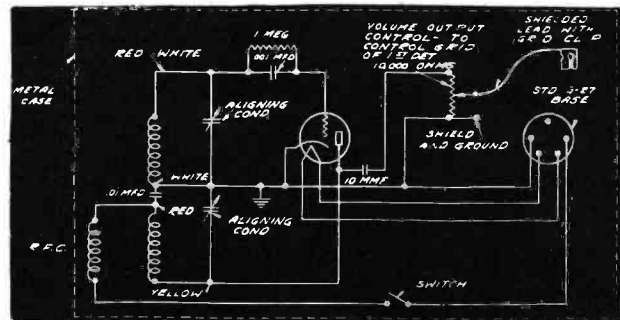 1 MEG
.001 MFD
RED WHITE
METAL
CASE
ALIGNING
COND
VOLUME OUTPUT
CONTROL - TO
CONTROL GRID
OF 1ST DET
10,000 OHMS
SHIELDED
LEAD WITH
GRID CLIP
STD
BASE
SHIELD
AND GROUND
WHITE
.01 MFD
RED
10 MMF
ALIGNING
COND
R.F.C.
YELLOW
SWITCH